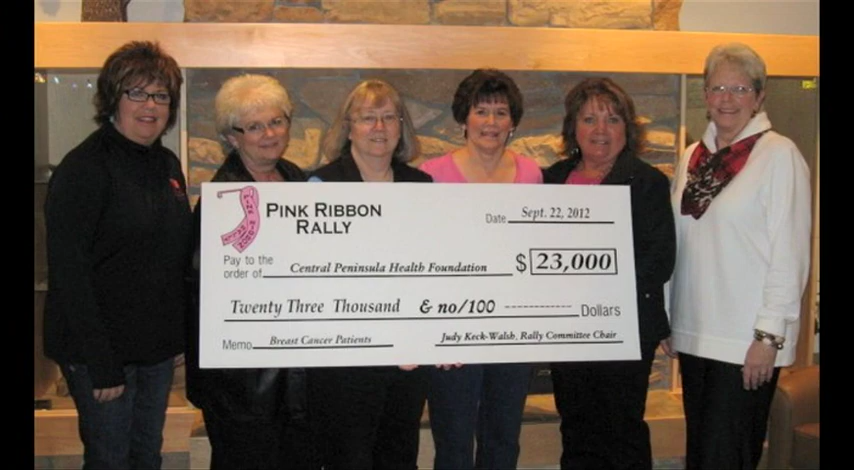 PINK RIBBON
RALLY
Date Sept. 22, 2012
Pay to the
order of Central Peninsula Health Foundation $ 23,000
Twenty Three Thousand & no/100 ----------- Dollars
Memo Breast Cancer Patients Judy Keck-Walsh, Rally Committee Chair